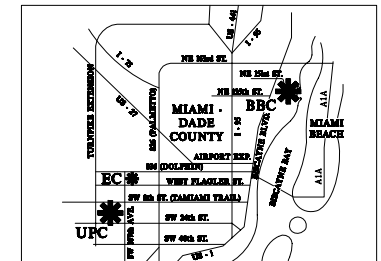 US - 441
I - 95
I - 75
NE 163rd ST.
NE 151st ST.
US - 27
NE 135th ST.
BBC
A1A
TURNPIKE EXTENSION
826 (PALMETTO)
MIAMI -
DADE
COUNTY
I - 95
BISCAYNE BLVD.
MIAMI
BEACH
AIRPORT EXP.
836 (DOLPHIN)
BISCAYNE BAY
A1A
EC
WEST FLAGLER ST.
SW 8th ST. (TAMIAMI TRAIL)
UPC
SW 107th AVE.
SW 24th ST.
SW 40th ST.
US - 1